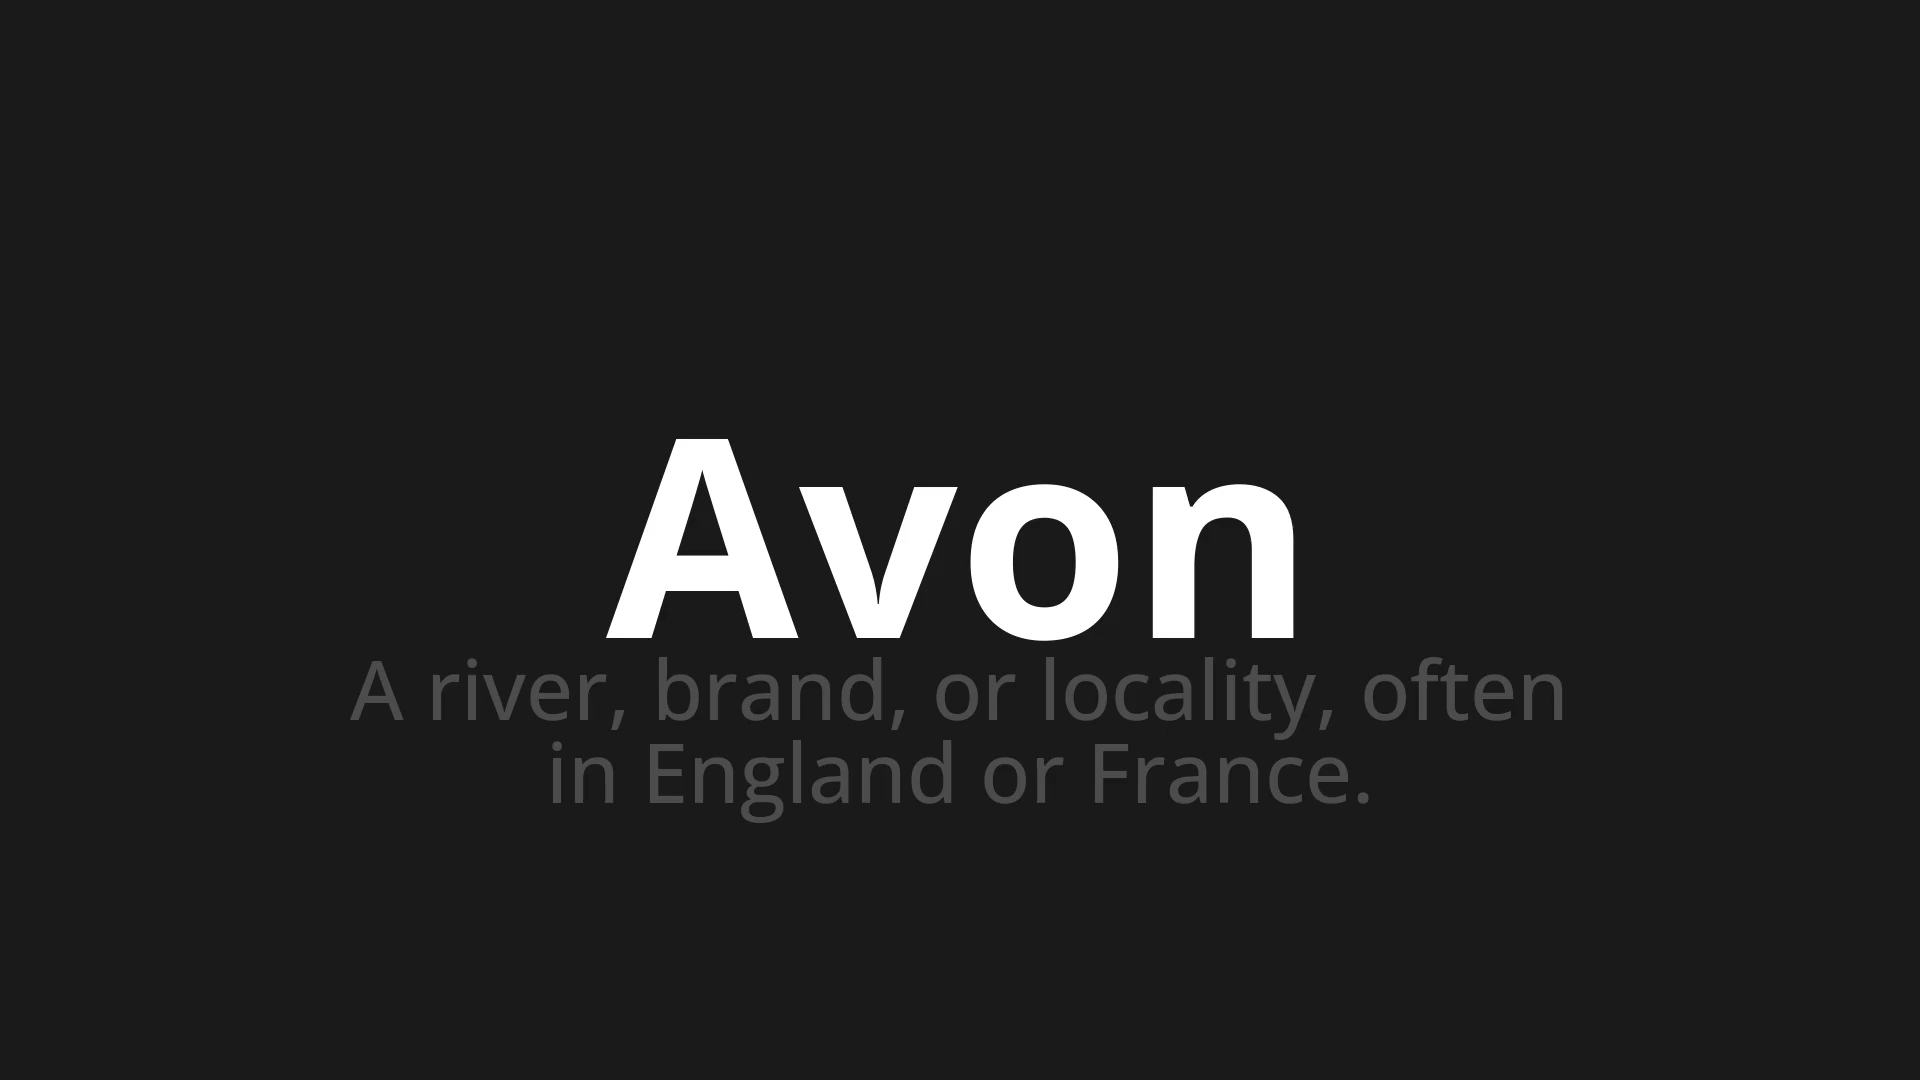 Avon
A river, brand, or locality, often
in England or France.